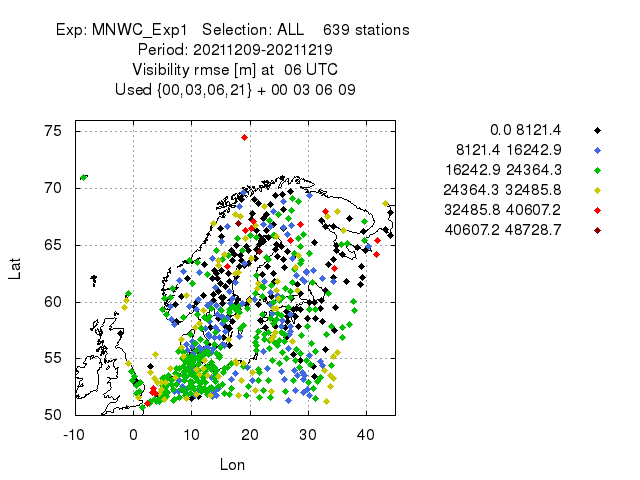 Exp: MNWC_Exp1 Selection: ALL 639 stations
Period: 20211209-20211219
Visibility rmse [m] at 06 UTC
Used {00,03,06,21} + 00 03 06 09
0.0 8121.4
8121.4 16242.9
16242.9 24364.3
24364.3 32485.8
32485.8 40607.2
40607.2 48728.7
75
70
65
60
55
50
Lat
-10 0 10 20 30 40
Lon